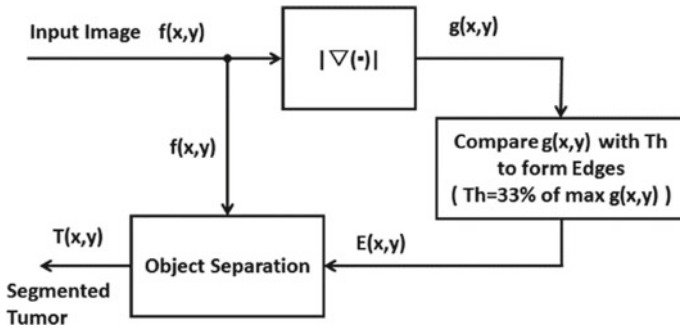 Input Image f(x,y)
|∇(▪)|
g(x,y)
f(x,y)
Compare g(x,y) with Th
to form Edges
( Th=33% of max g(x,y) )
T(x,y)
Object Separation
E(x,y)
Segmented
Tumor